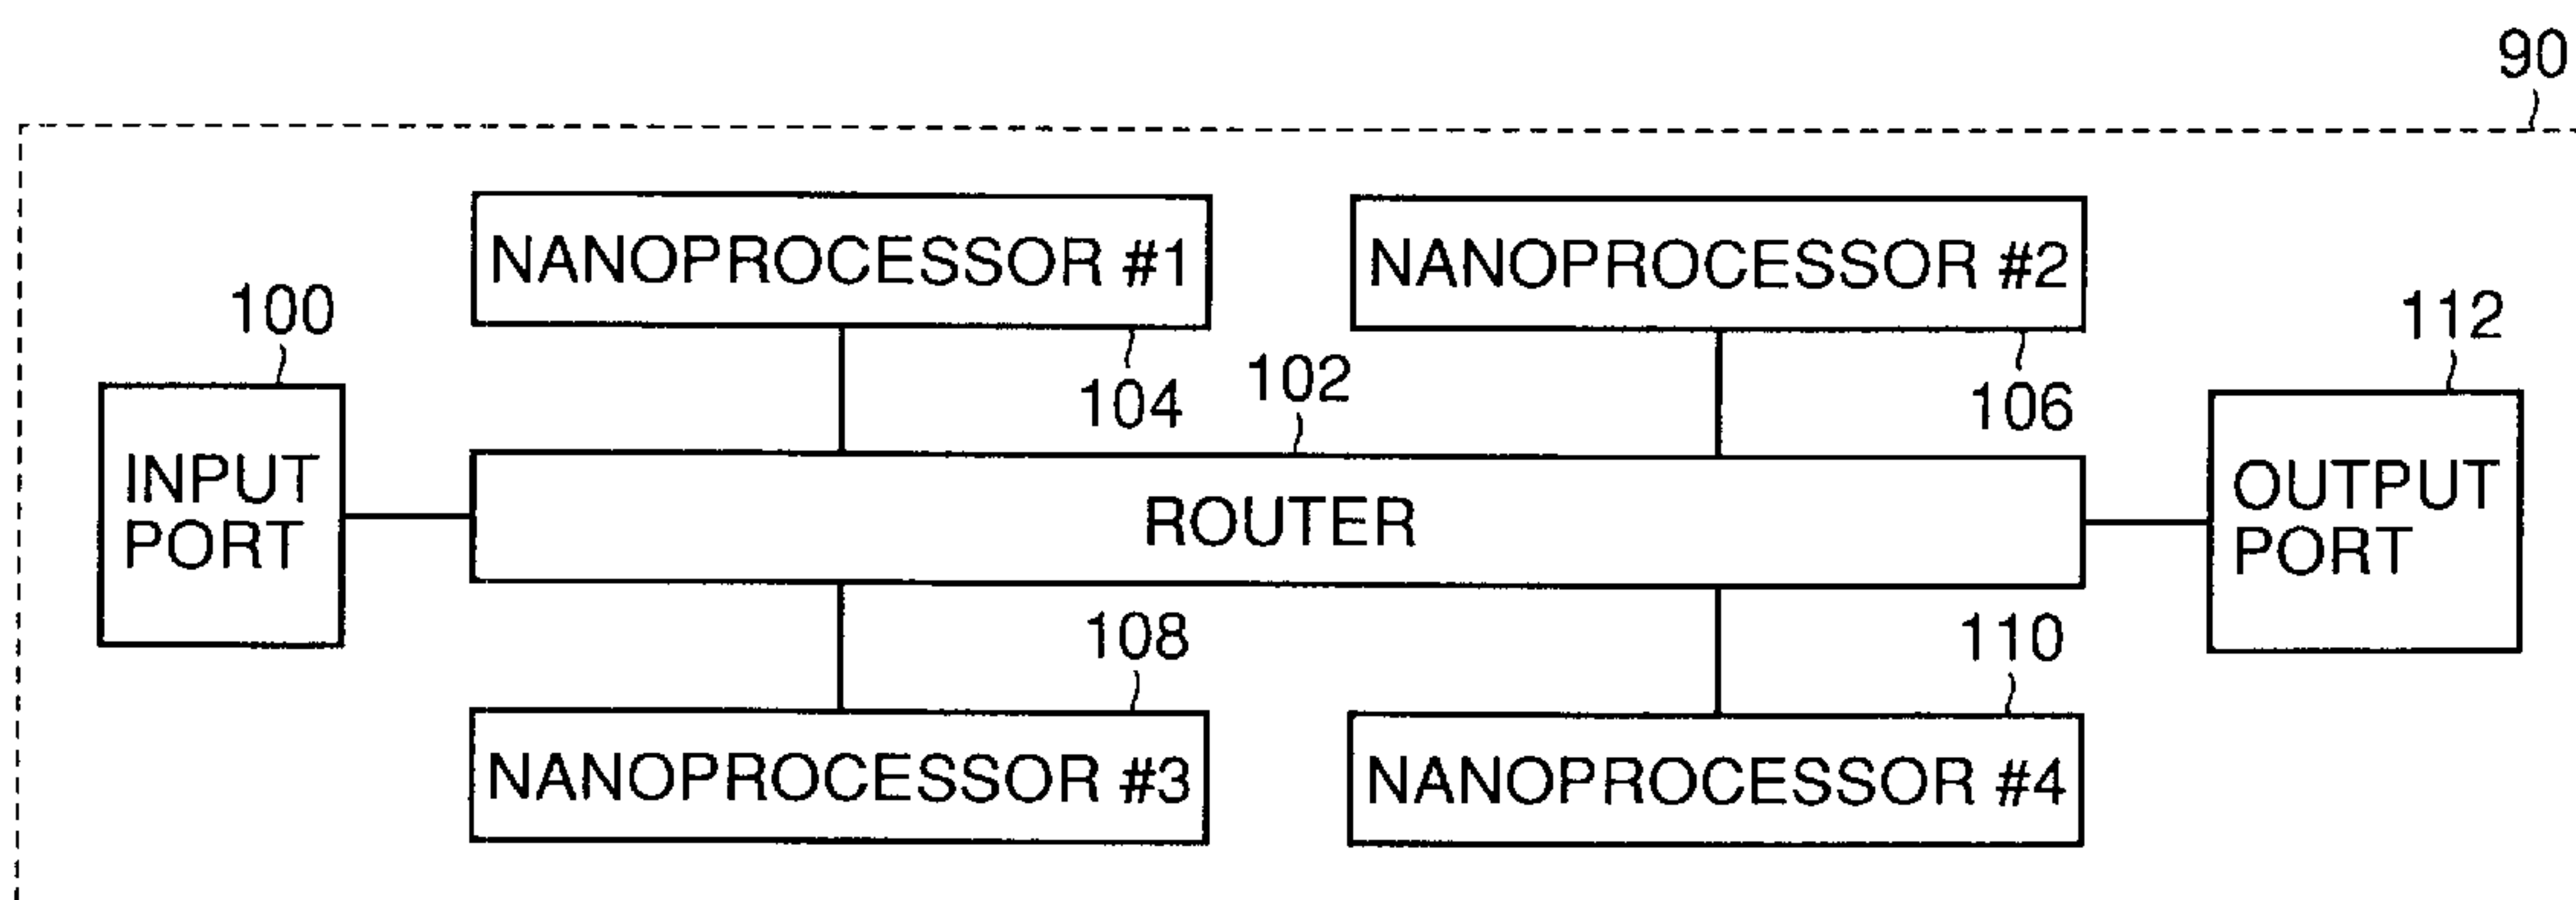 90
NANOPROCESSOR #1
NANOPROCESSOR #2
100
104
102
106
112
INPUT
PORT
ROUTER
OUTPUT
PORT
108
110
NANOPROCESSOR #3
NANOPROCESSOR #4